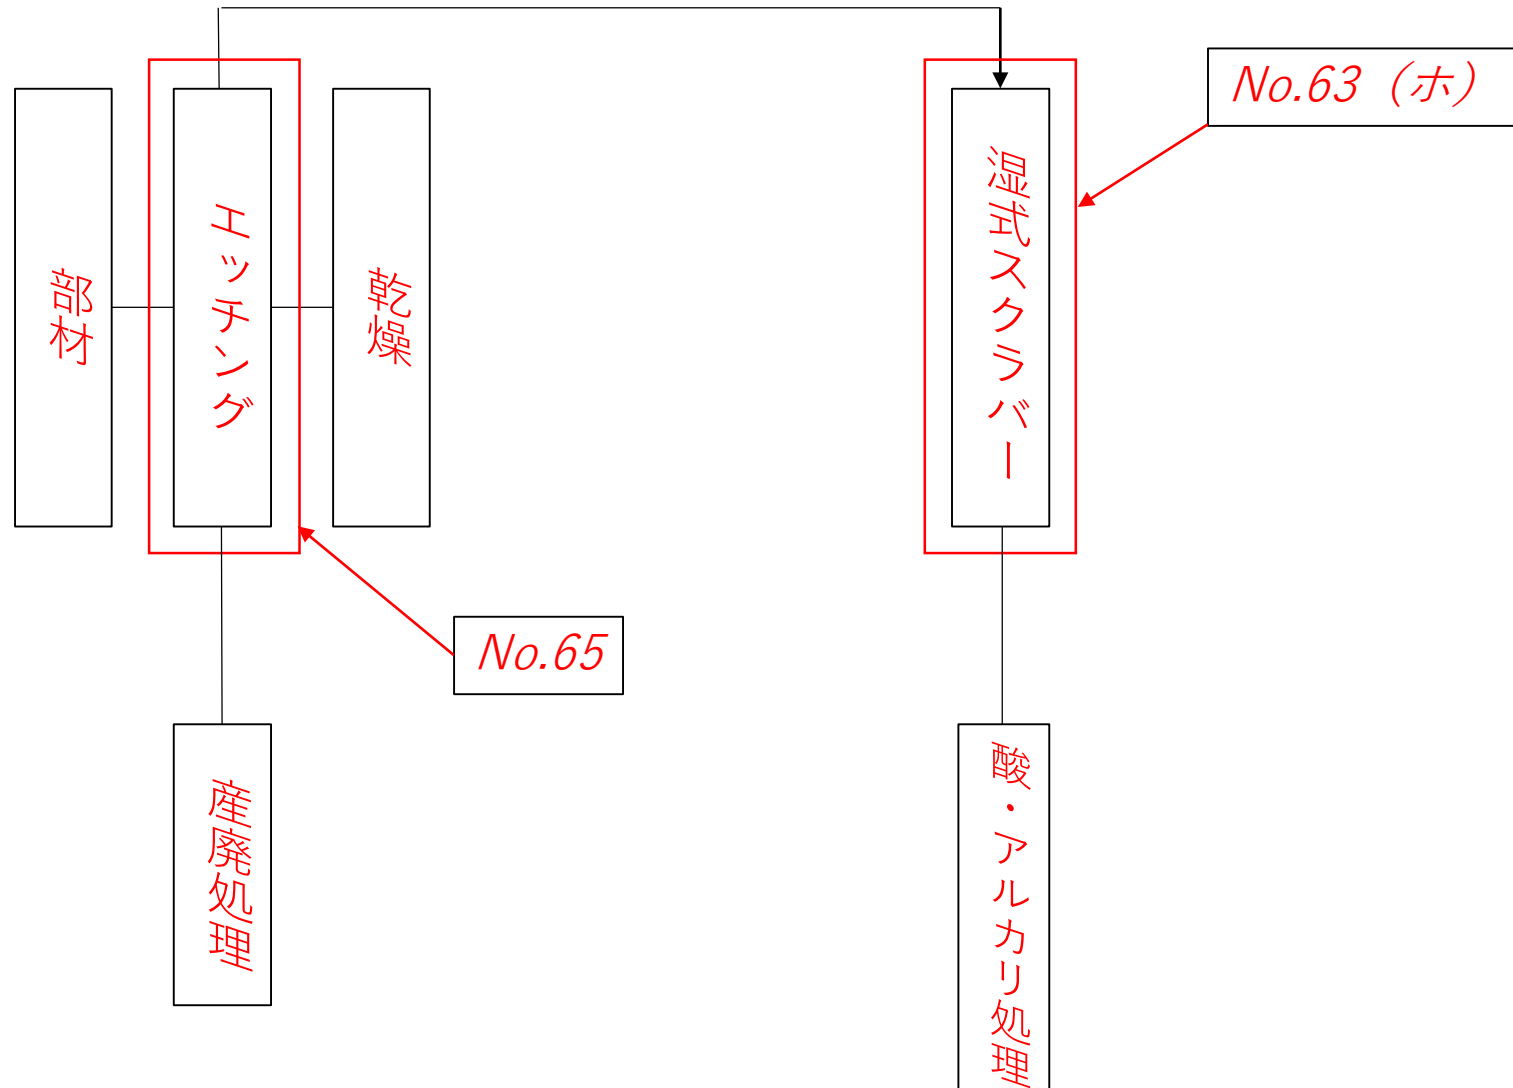 No.63（ホ）
部材
エッチング
乾燥
湿式スクラバー
No.65
産廃処理
酸・アルカリ処理